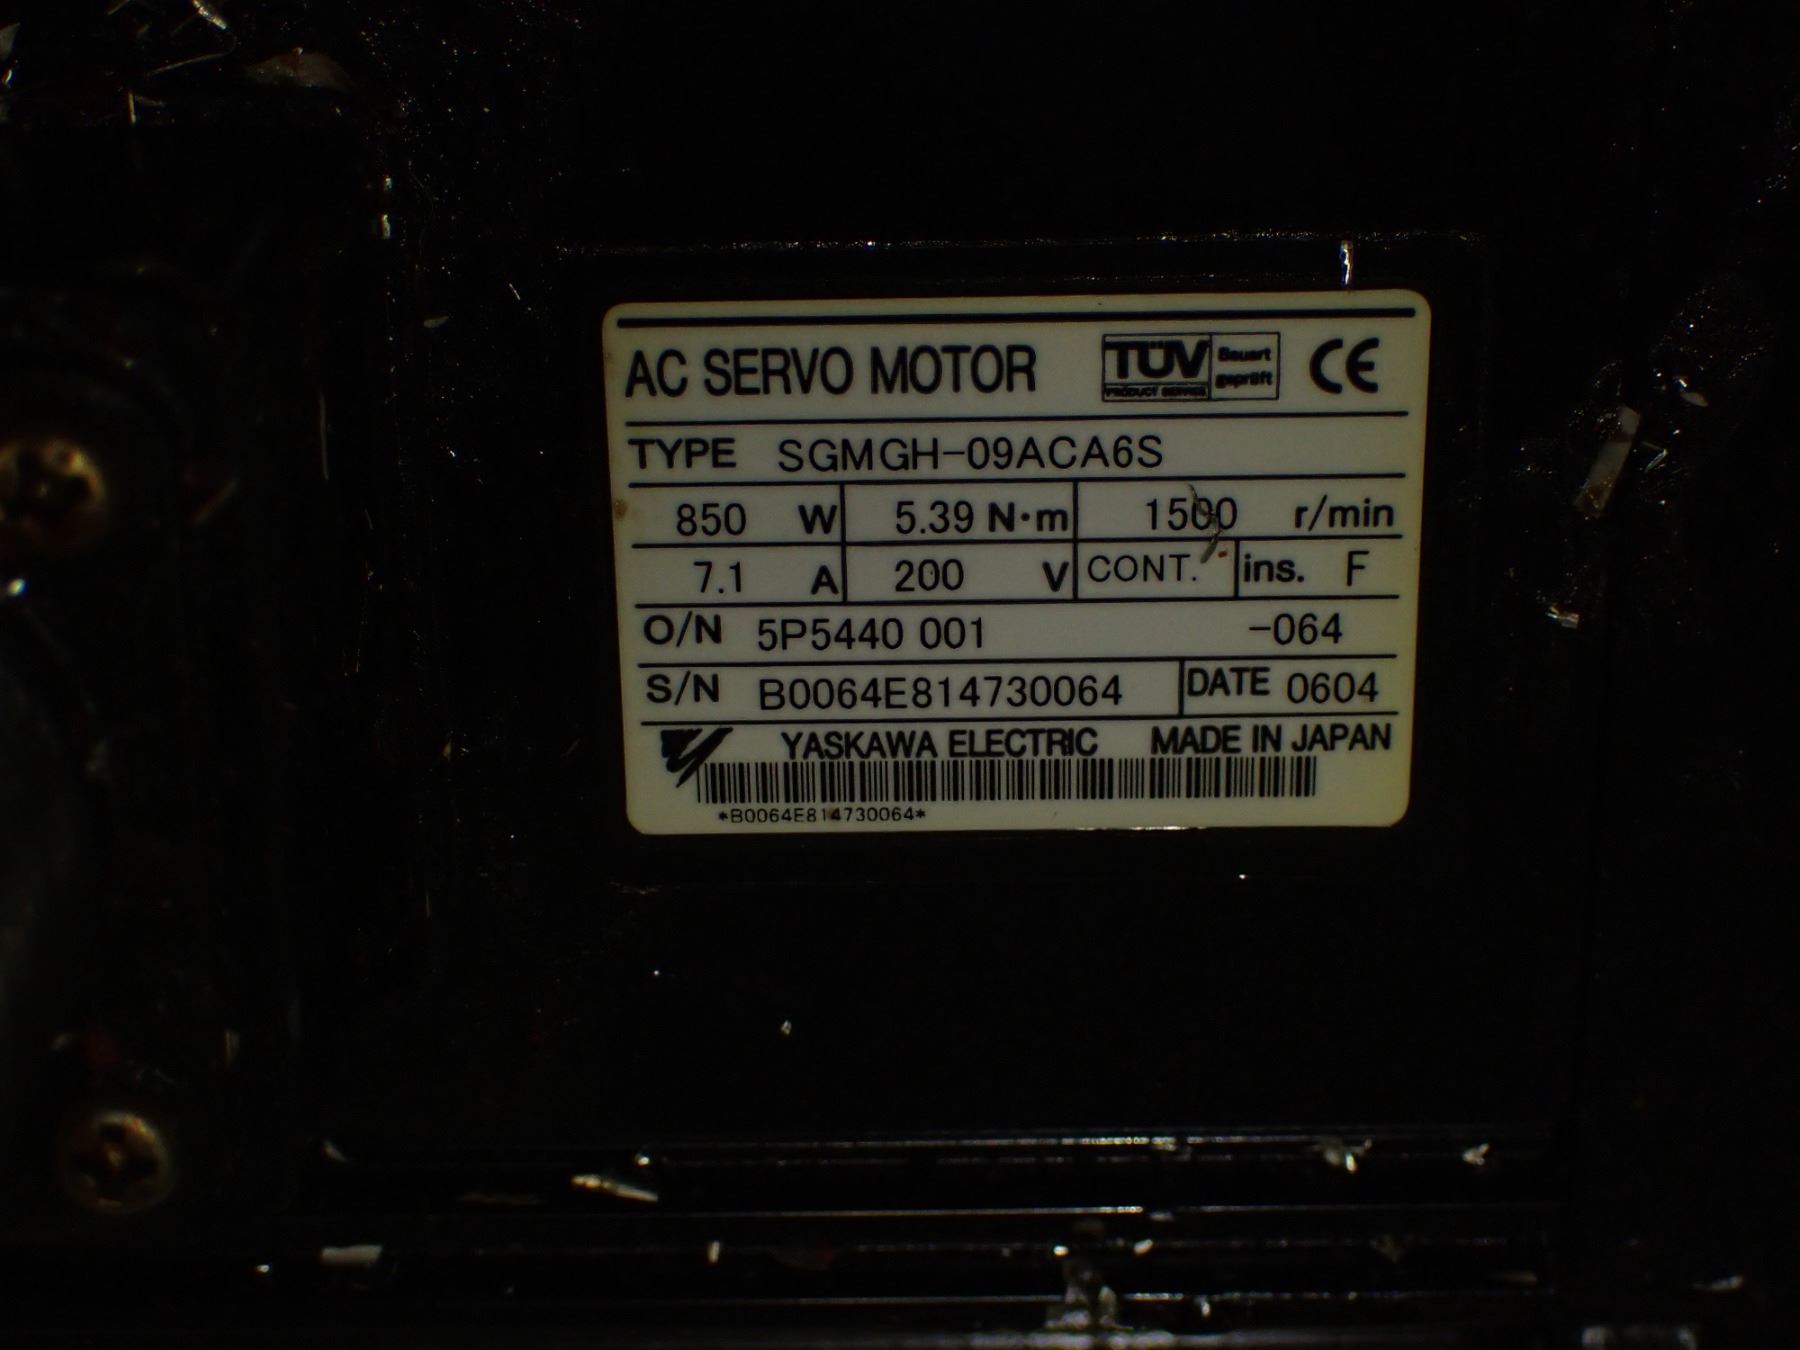 AC SERVO MOTOR TÜV PRODUCT SERVICE Bauart geprüft CE
TYPE SGMGH-09ACA6S
850 W 5.39 N·m 1500 r/min
7.1 A 200 V CONT. ins. F
O/N 5P5440 001 -064
S/N B0064E814730064 DATE 0604
YASKAWA ELECTRIC MADE IN JAPAN
*B0064E814730064*